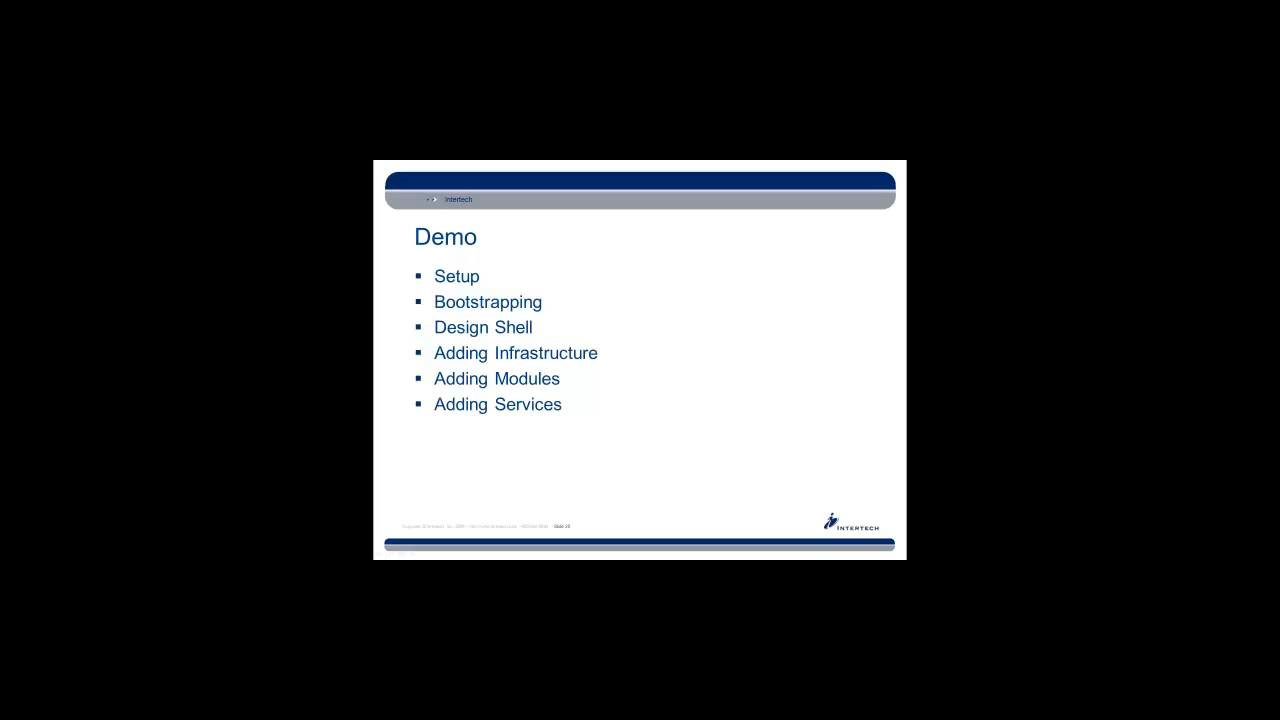 Intertech
Demo
▪ Setup
▪ Bootstrapping
▪ Design Shell
▪ Adding Infrastructure
▪ Adding Modules
▪ Adding Services
INTERTECH